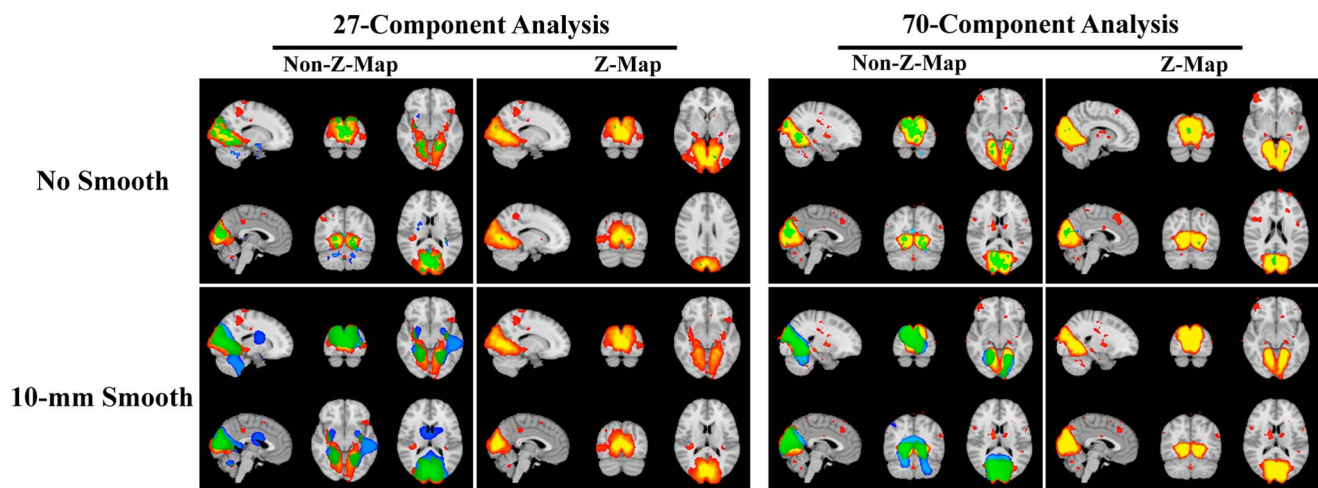 27-Component Analysis
70-Component Analysis
Non-Z-Map
Z-Map
Non-Z-Map
Z-Map
No Smooth
10-mm Smooth